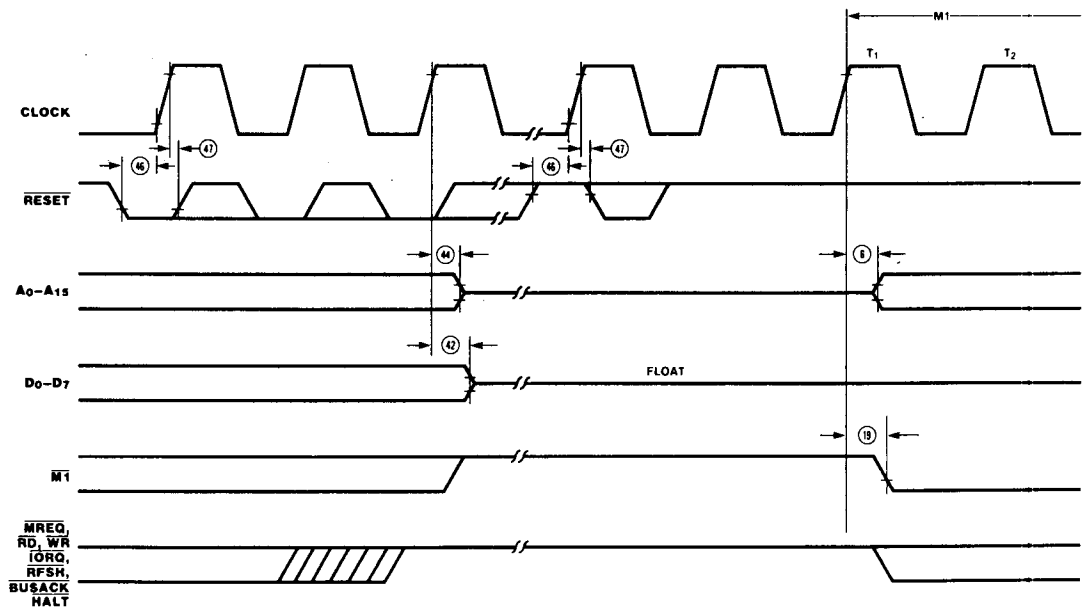 M1
T1
T2
CLOCK
46
47
46
47
RESET
44
6
A0–A15
42
D0–D7
FLOAT
19
M1
MREQ,
RD, WR
IORQ,
RFSH,
BUSACK
HALT